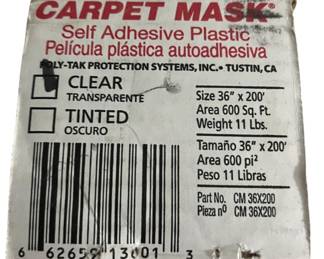 CARPET MASK®
Self Adhesive Plastic
Película plástica autoadhesiva
POLY-TAK PROTECTION SYSTEMS, INC. • TUSTIN, CA
CLEAR
TRANSPARENTE
TINTED
OSCURO
Size 36" x 200'
Area 600 Sq. Ft.
Weight 11 Lbs.
Tamaño 36" x 200'
Area 600 pi²
Peso 11 Libras
Part No. CM 36X200
Pieza nº CM 36X200
6 62659 13001 3